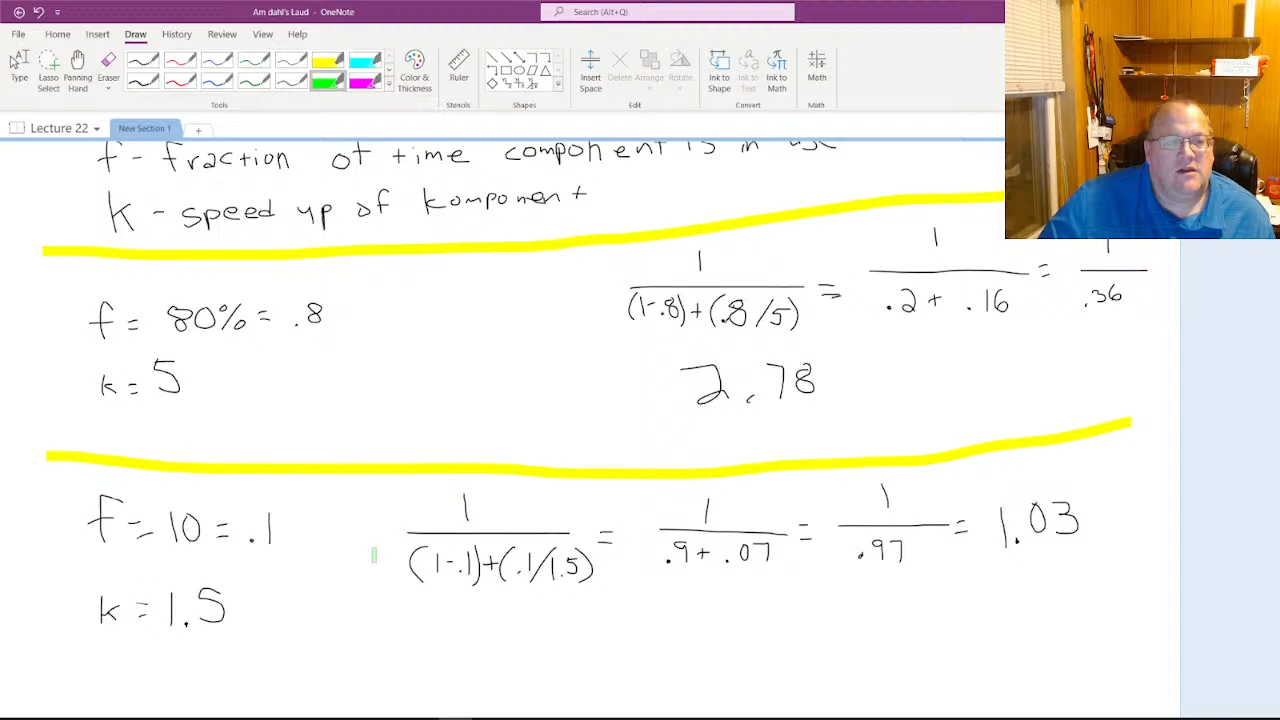 Am dahl's Laud - OneNote
Search (Alt+Q)
File Home Insert Draw History Review View Help
Type Lasso Select Panning Hand Eraser Color & Thickness Ruler Insert Space Delete Arrange Rotate Ink to Shape Ink to Text Ink to Math Math
Tools Stencils Shapes Edit Convert Math
Lecture 22 New Section 1 +
f - fraction of time component is in use
K - speed up of komponent
f = 80% = .8
k = 5
1 / (1-.8)+(.8/5) = 1 / .2 + .16 = 1 / .36
2.78
f = 10 = .1
k = 1.5
1 / (1-.1)+(.1/1.5) = 1 / .9 + .07 = 1 / .97 = 1.03